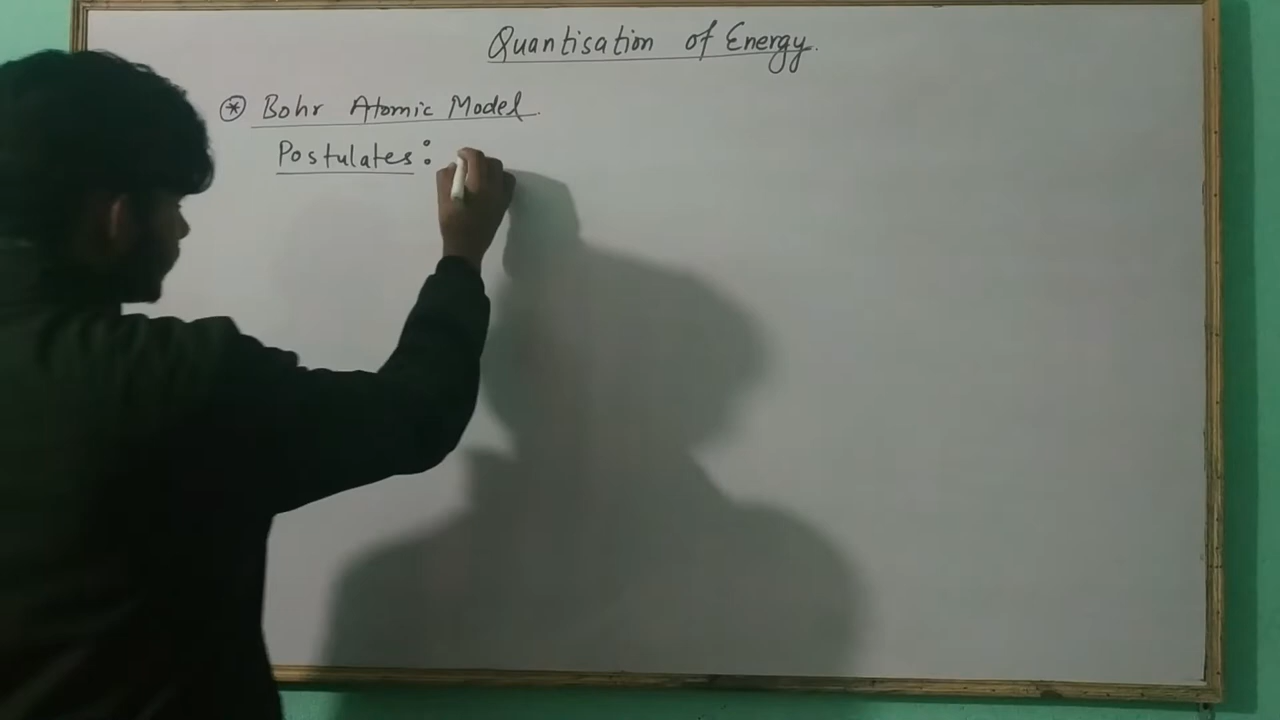 Quantisation of Energy.
⊛ Bohr Atomic Model.
Postulates: